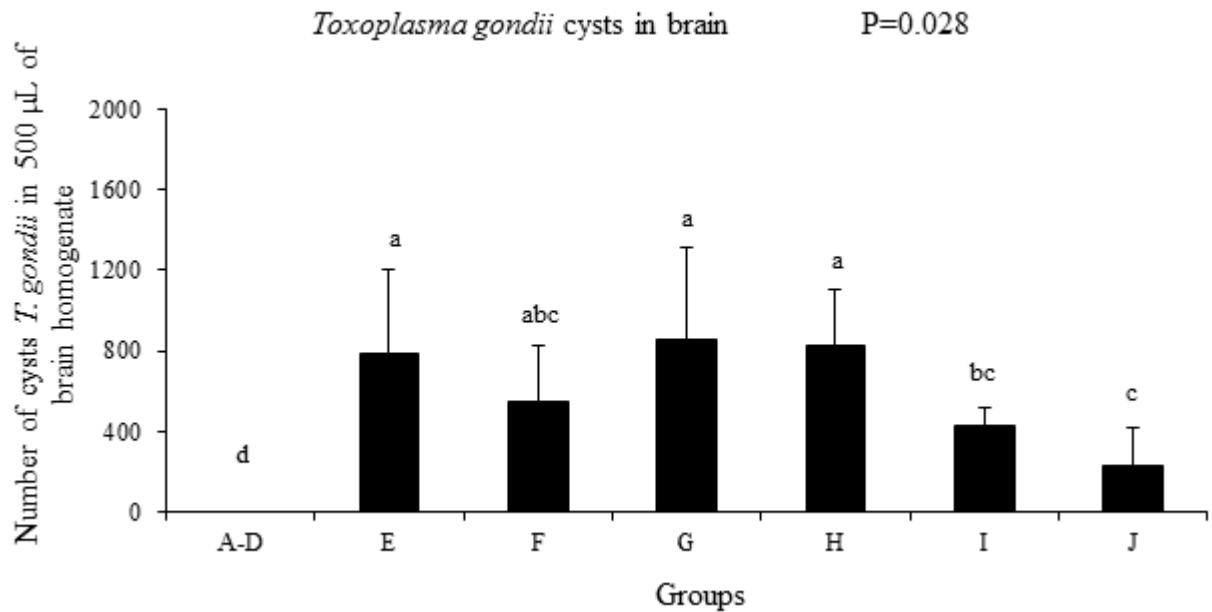 Toxoplasma gondii cysts in brain P=0.028
Number of cysts T. gondii in 500 µL of
brain homogenate
2000
1600
1200
800
400
0
d
a
abc
a
a
bc
c
A-D E F G H I J
Groups